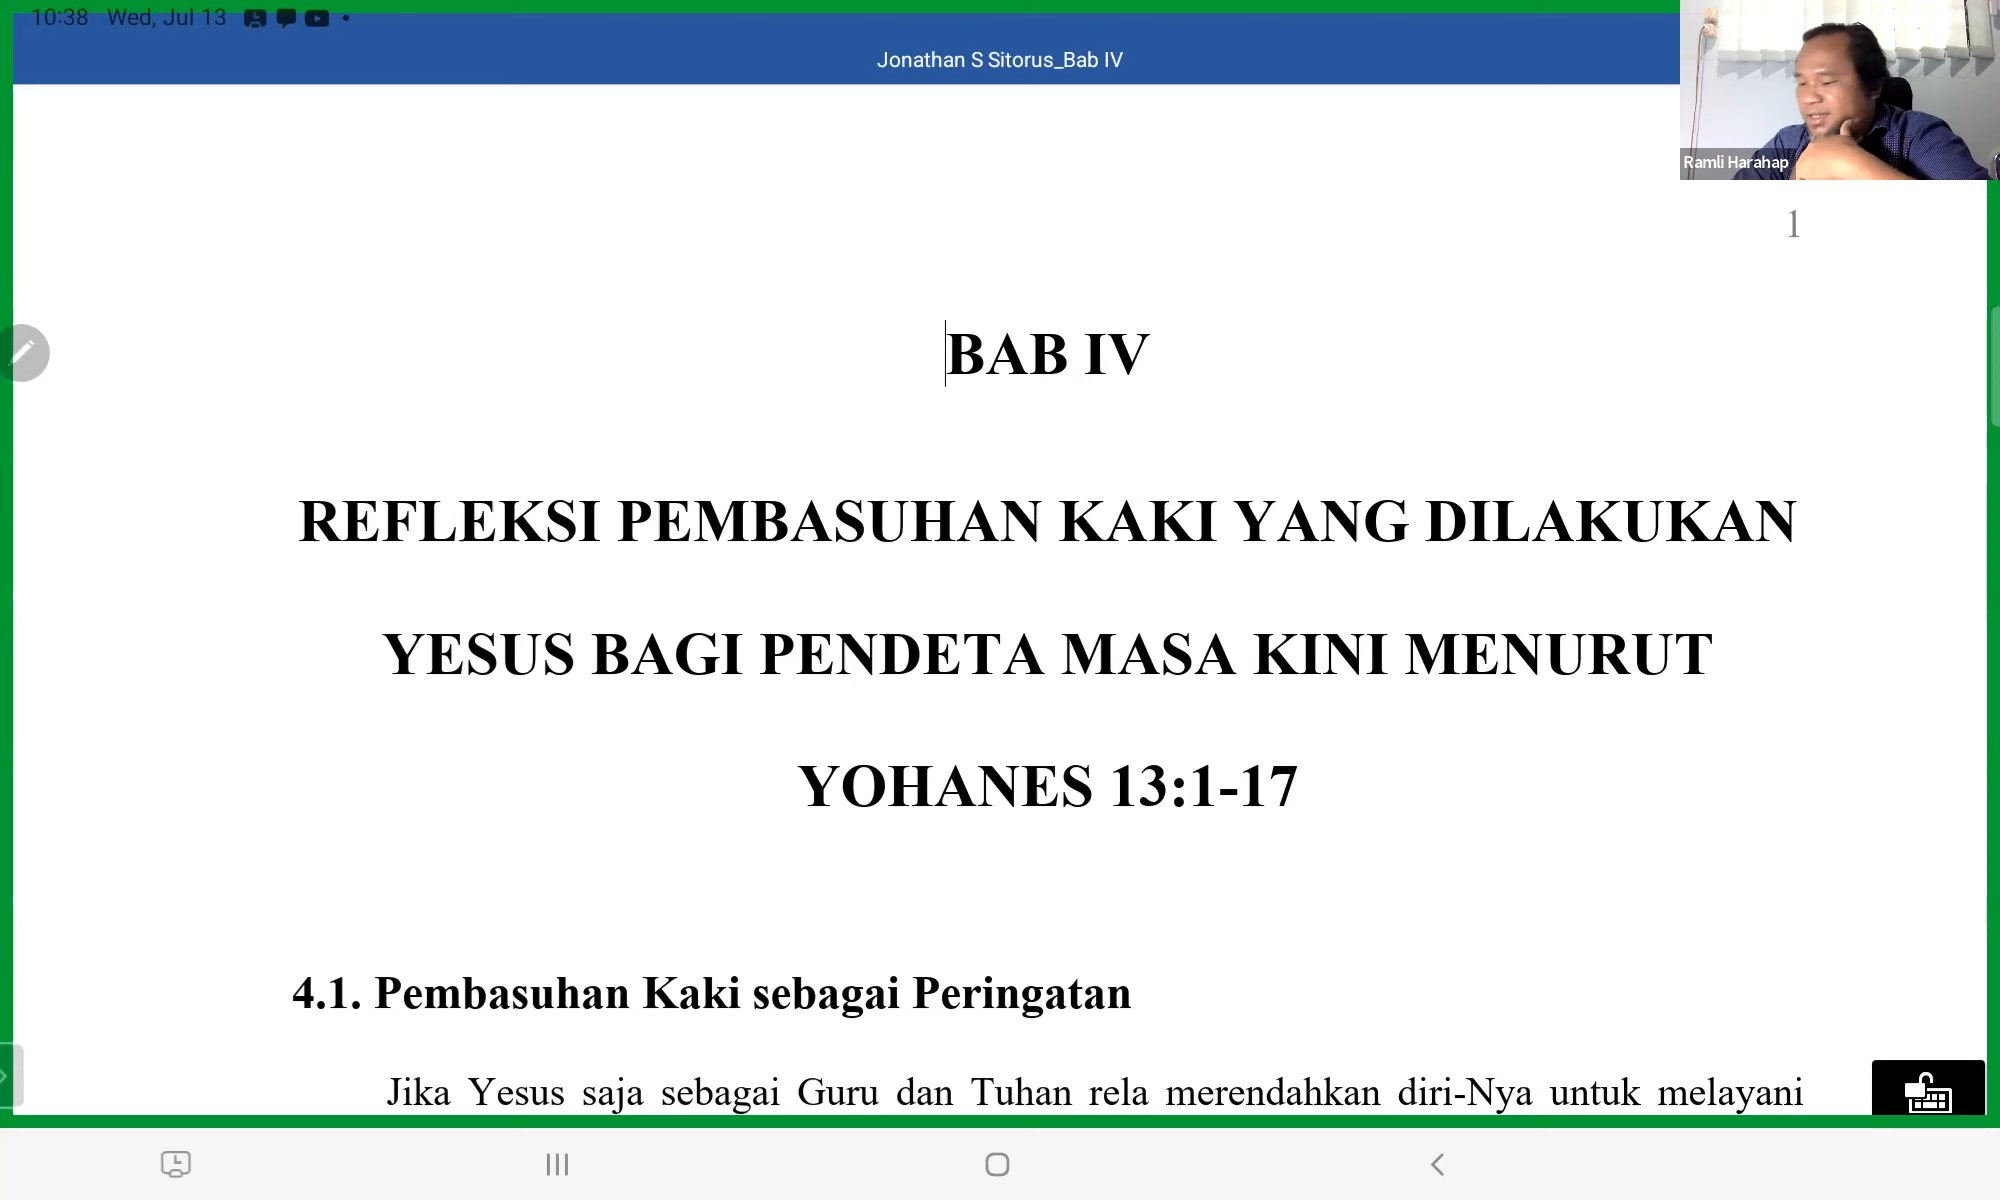 10:38 Wed, Jul 13
Jonathan S Sitorus_Bab IV
Ramli Harahap
1
BAB IV
REFLEKSI PEMBASUHAN KAKI YANG DILAKUKAN
YESUS BAGI PENDETA MASA KINI MENURUT
YOHANES 13:1-17
4.1. Pembasuhan Kaki sebagai Peringatan
Jika Yesus saja sebagai Guru dan Tuhan rela merendahkan diri-Nya untuk melayani